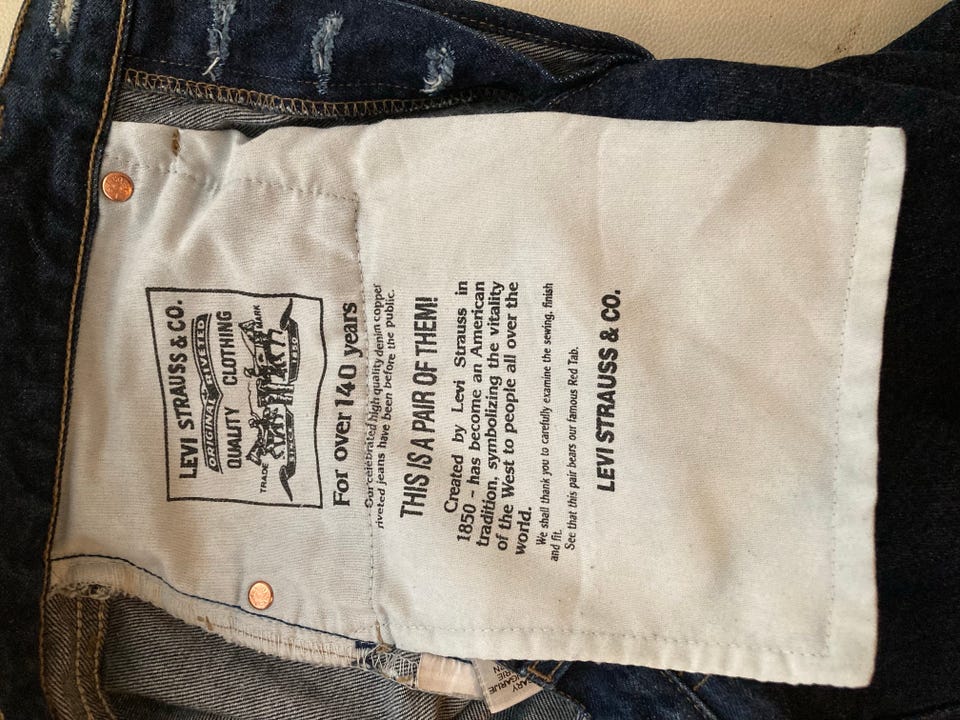 LEVI STRAUSS & CO.
ORIGINAL RIVETED
QUALITY CLOTHING
TRADE MARK
SINCE 1850
For over 140 years
Our celebrated high quality denim copper
riveted jeans have been before the public.
THIS IS A PAIR OF THEM!
Created by Levi Strauss in
1850 - has become an American
tradition, symbolizing the vitality
of the West to people all over the
world.
We shall thank you to carefully examine the sewing, finish
and fit.
See that this pair bears our famous Red Tab.
LEVI STRAUSS & CO.